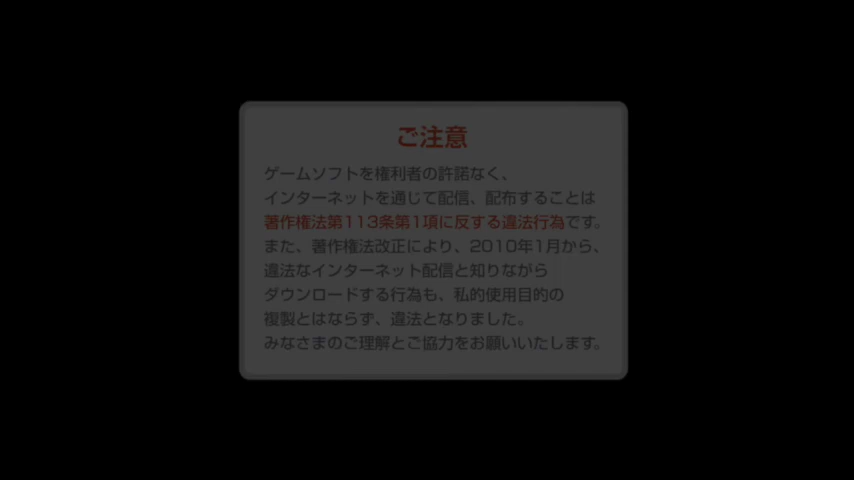 ご注意
ゲームソフトを権利者の許諾なく、
インターネットを通じて配信、配布することは
著作権法第113条第1項に反する違法行為です。
また、著作権法改正により、2010年1月から、
違法なインターネット配信と知りながら
ダウンロードする行為も、私的使用目的の
複製とはならず、違法となりました。
みなさまのご理解とご協力をお願いいたします。